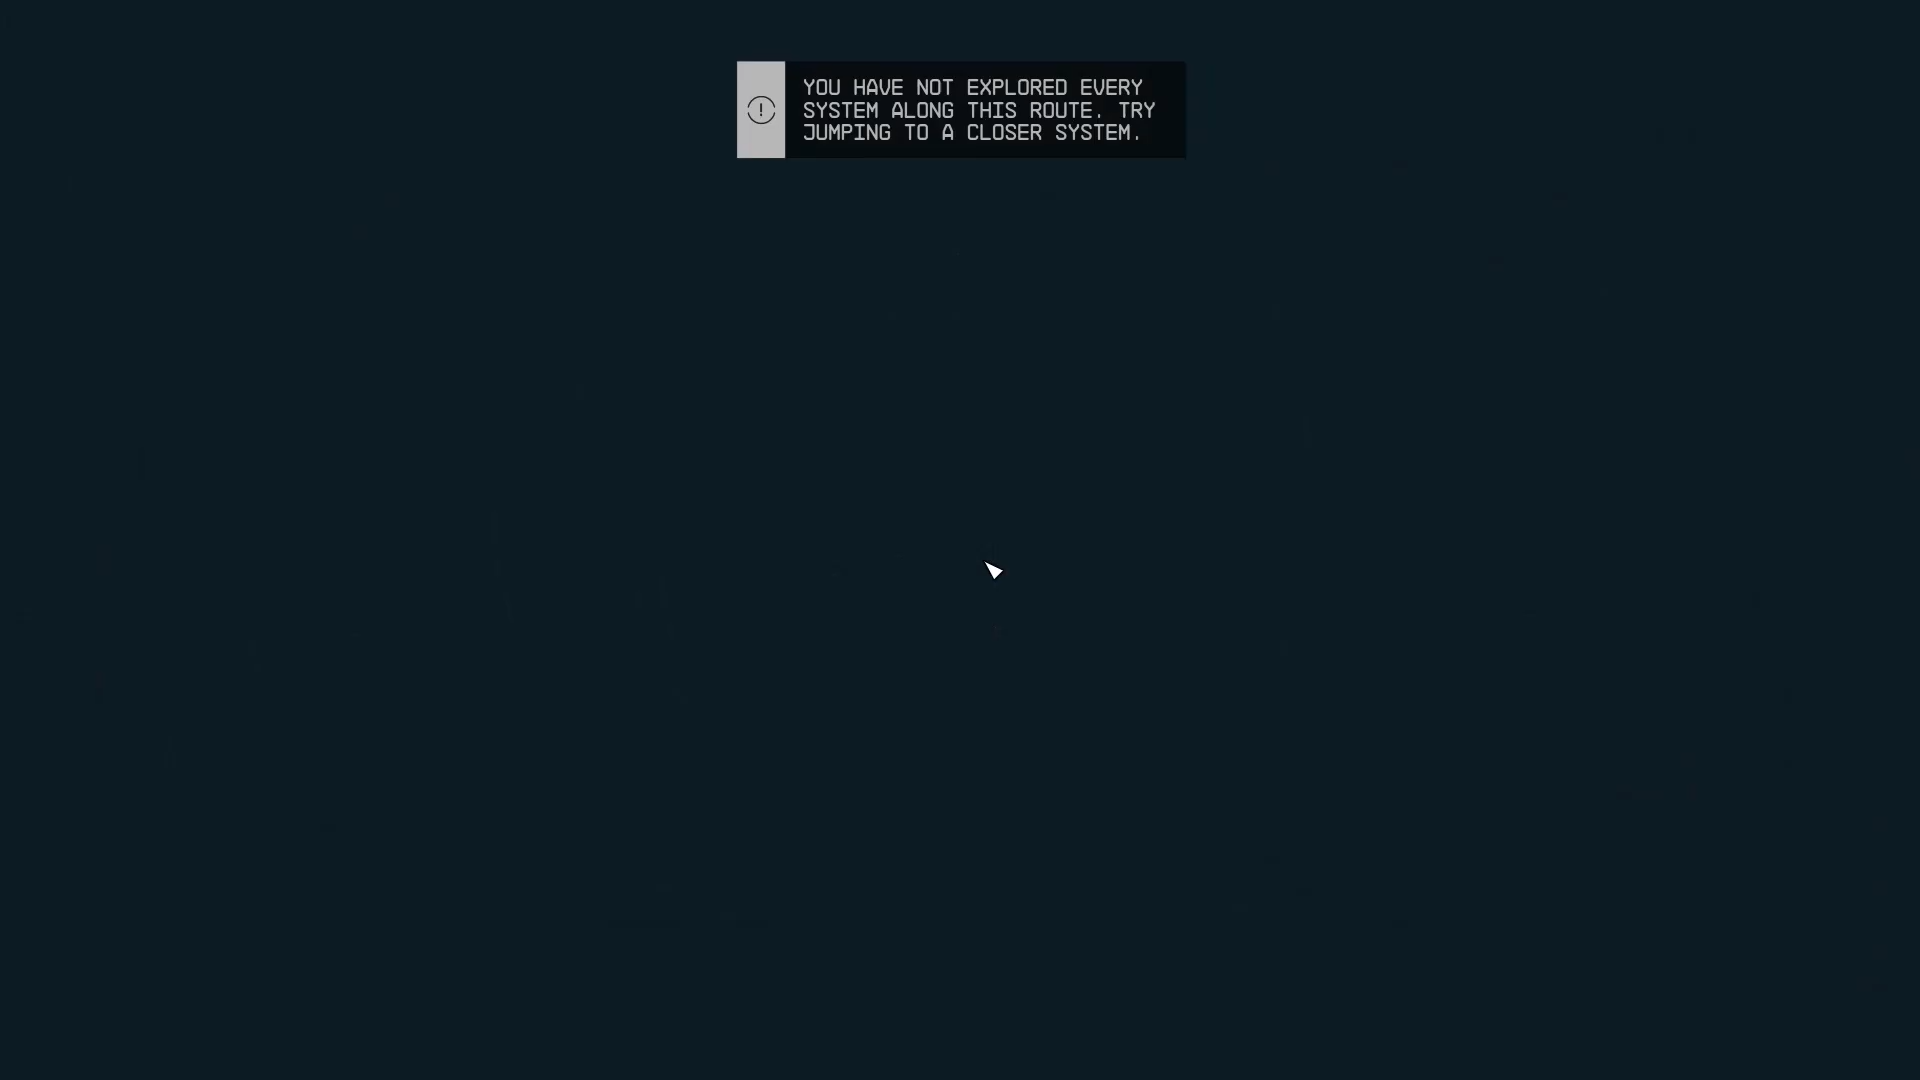 YOU HAVE NOT EXPLORED EVERY
SYSTEM ALONG THIS ROUTE. TRY
JUMPING TO A CLOSER SYSTEM.